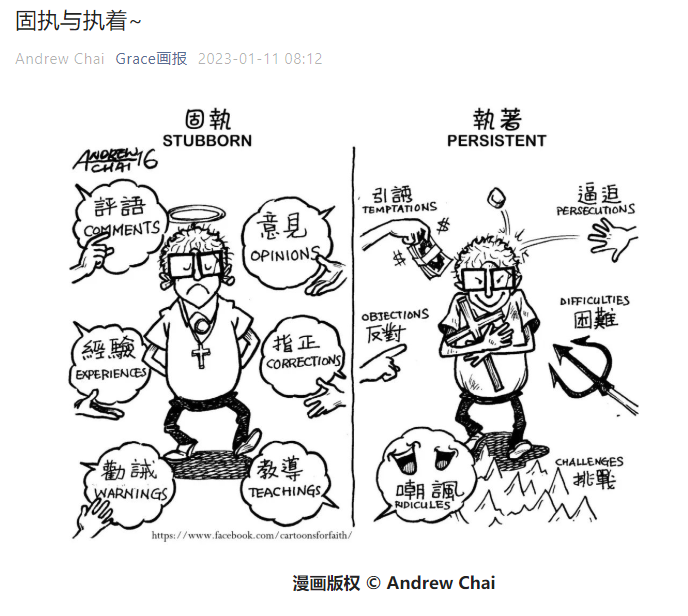 固执与执着~
Andrew Chai Grace画报 2023-01-11 08:12
固執
STUBBORN
ANDREW
CHAI '16
評語
COMMENTS
意見
OPINIONS
經驗
EXPERIENCES
指正
CORRECTIONS
勸誡
WARNINGS
教導
TEACHINGS
執著
PERSISTENT
引誘
TEMPTATIONS
$
$
逼迫
PERSECUTIONS
OBJECTIONS
反對
DIFFICULTIES
困難
嘲諷
RIDICULES
CHALLENGES
挑戰
https://www.facebook.com/cartoonsforfaith/
漫画版权 © Andrew Chai